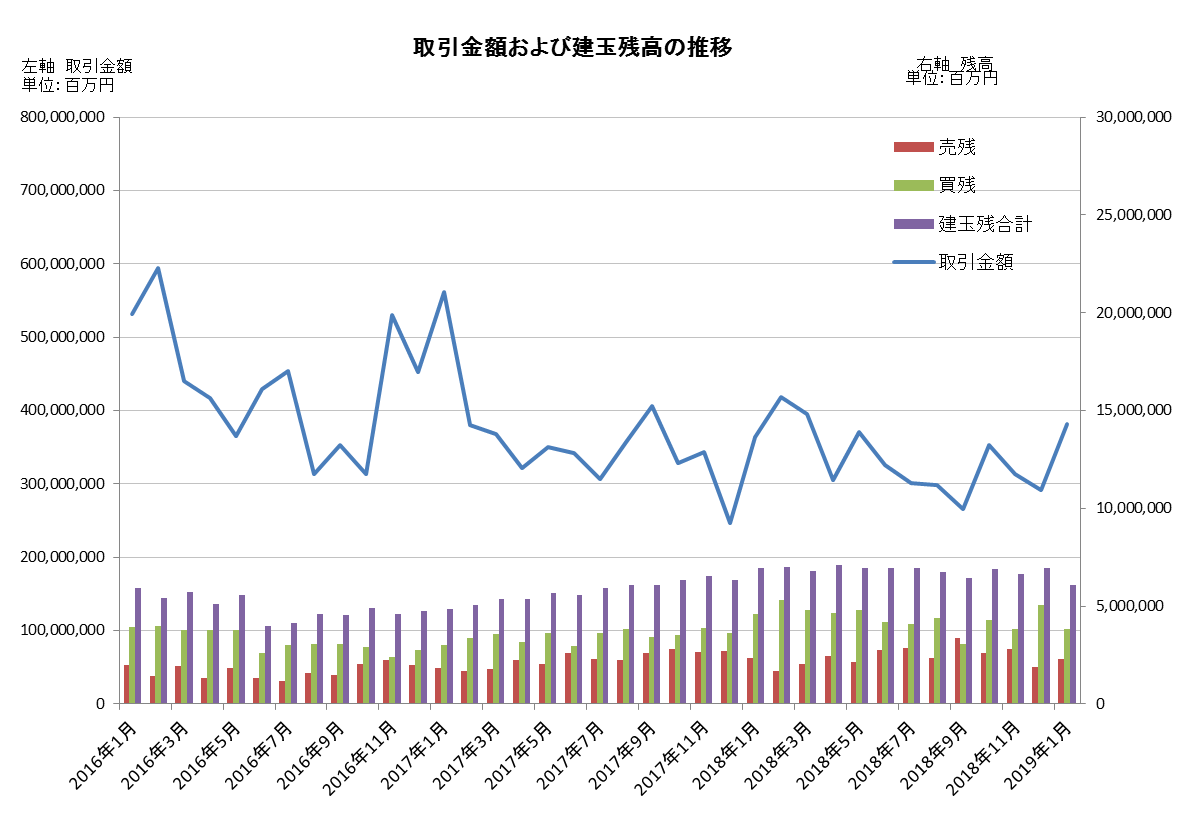 取引金額および建玉残高の推移
左軸 取引金額
単位：百万円
右軸 残高
単位：百万円
800,000,000
700,000,000
600,000,000
500,000,000
400,000,000
300,000,000
200,000,000
100,000,000
0
30,000,000
25,000,000
20,000,000
15,000,000
10,000,000
5,000,000
0
売残
買残
建玉残合計
取引金額
2016年1月
2016年3月
2016年5月
2016年7月
2016年9月
2016年11月
2017年1月
2017年3月
2017年5月
2017年7月
2017年9月
2017年11月
2018年1月
2018年3月
2018年5月
2018年7月
2018年9月
2018年11月
2019年1月